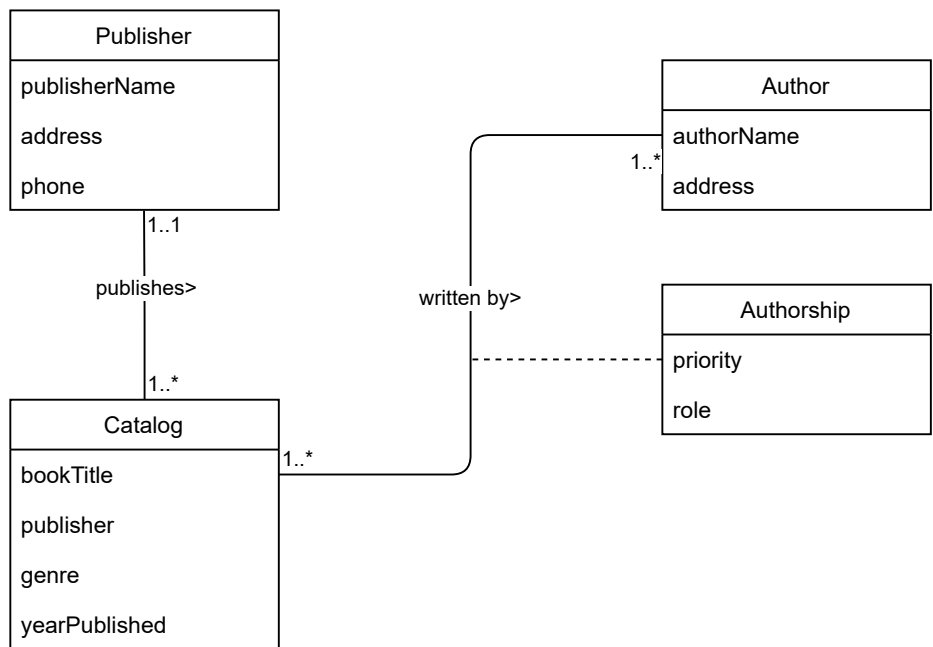 Publisher
publisherName
address
phone
1..1
publishes>
1..*
Catalog
bookTitle
publisher
genre
yearPublished
1..*
written by>
1..*
Author
authorName
address
Authorship
priority
role